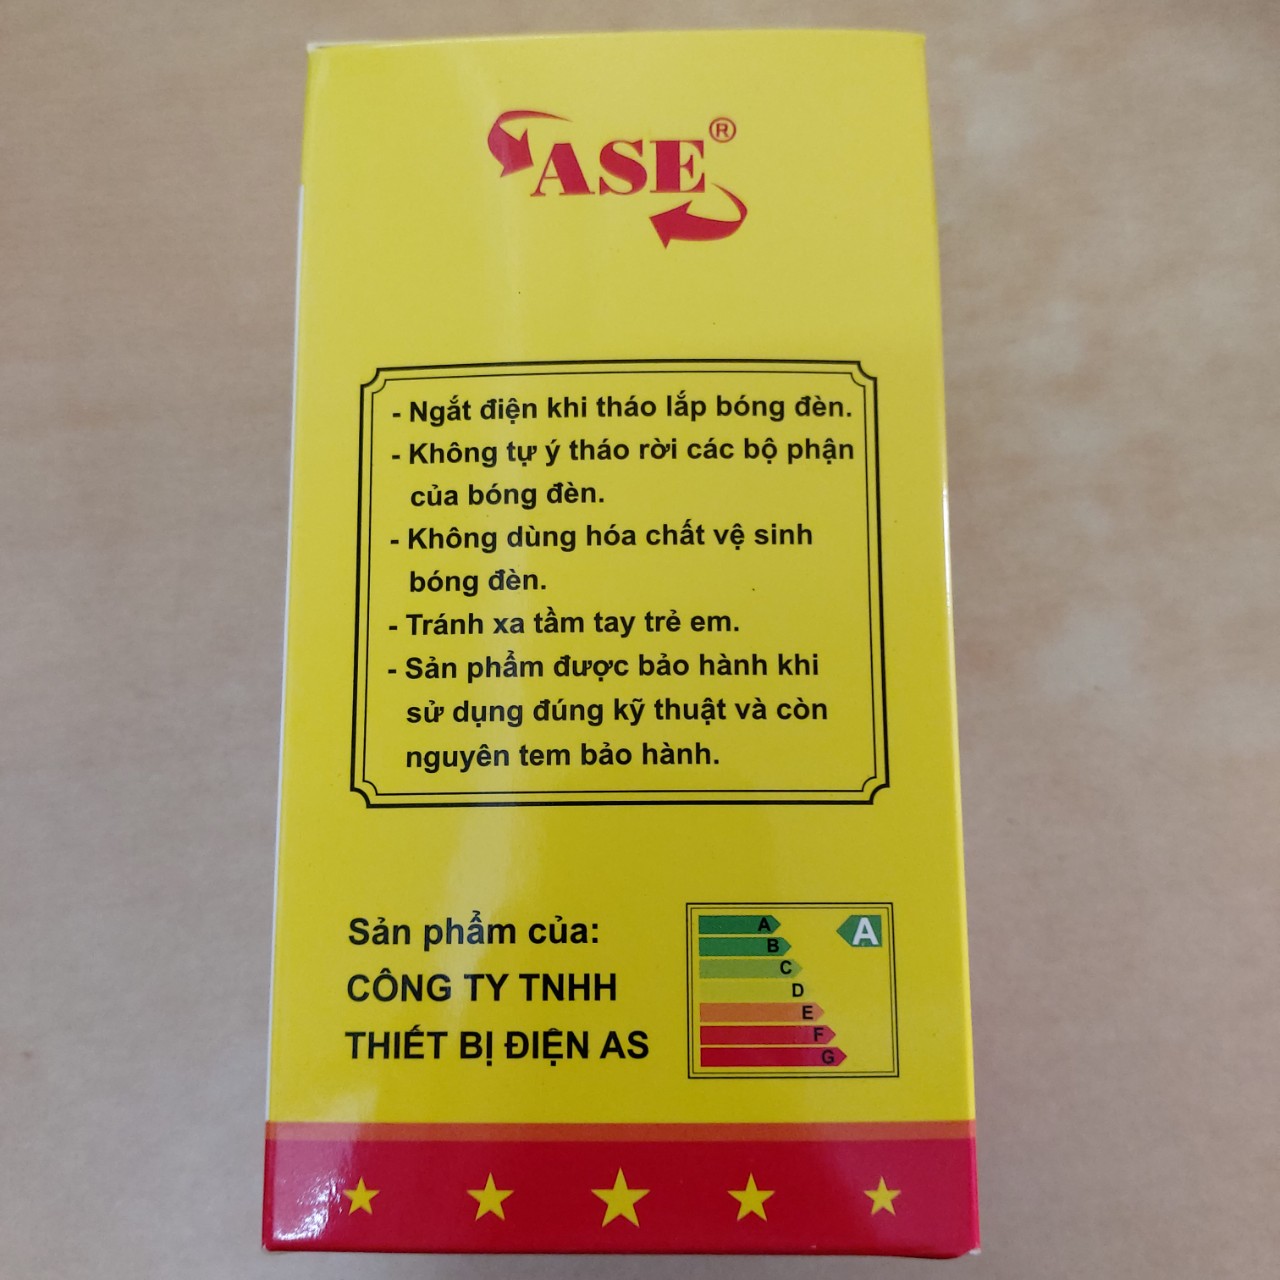 ASE®
- Ngắt điện khi tháo lắp bóng đèn.
- Không tự ý tháo rời các bộ phận
của bóng đèn.
- Không dùng hóa chất vệ sinh
bóng đèn.
- Tránh xa tầm tay trẻ em.
- Sản phẩm được bảo hành khi
sử dụng đúng kỹ thuật và còn
nguyên tem bảo hành.
Sản phẩm của:
CÔNG TY TNHH
THIẾT BỊ ĐIỆN AS
A A
B
C
D
E
F
G